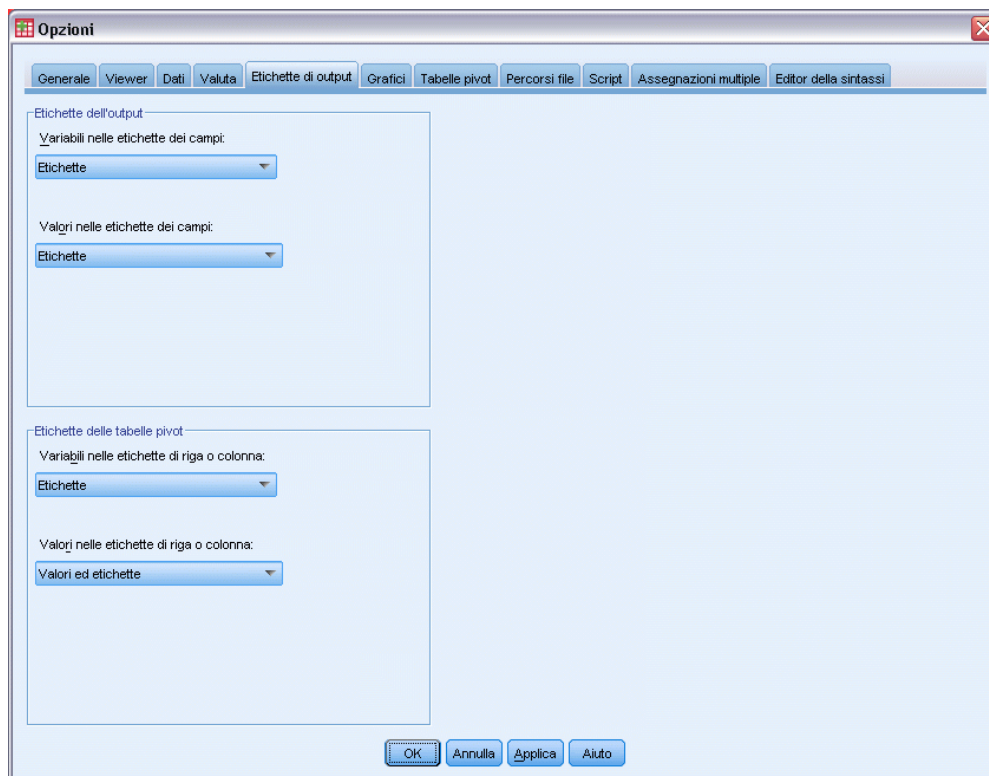 Opzioni
Generale Viewer Dati Valuta Etichette di output Grafici Tabelle pivot Percorsi file Script Assegnazioni multiple Editor della sintassi
Etichette dell'output
Variabili nelle etichette dei campi:
Etichette
Valori nelle etichette dei campi:
Etichette
Etichette delle tabelle pivot
Variabili nelle etichette di riga o colonna:
Etichette
Valori nelle etichette di riga o colonna:
Valori ed etichette
OK Annulla Applica Aiuto